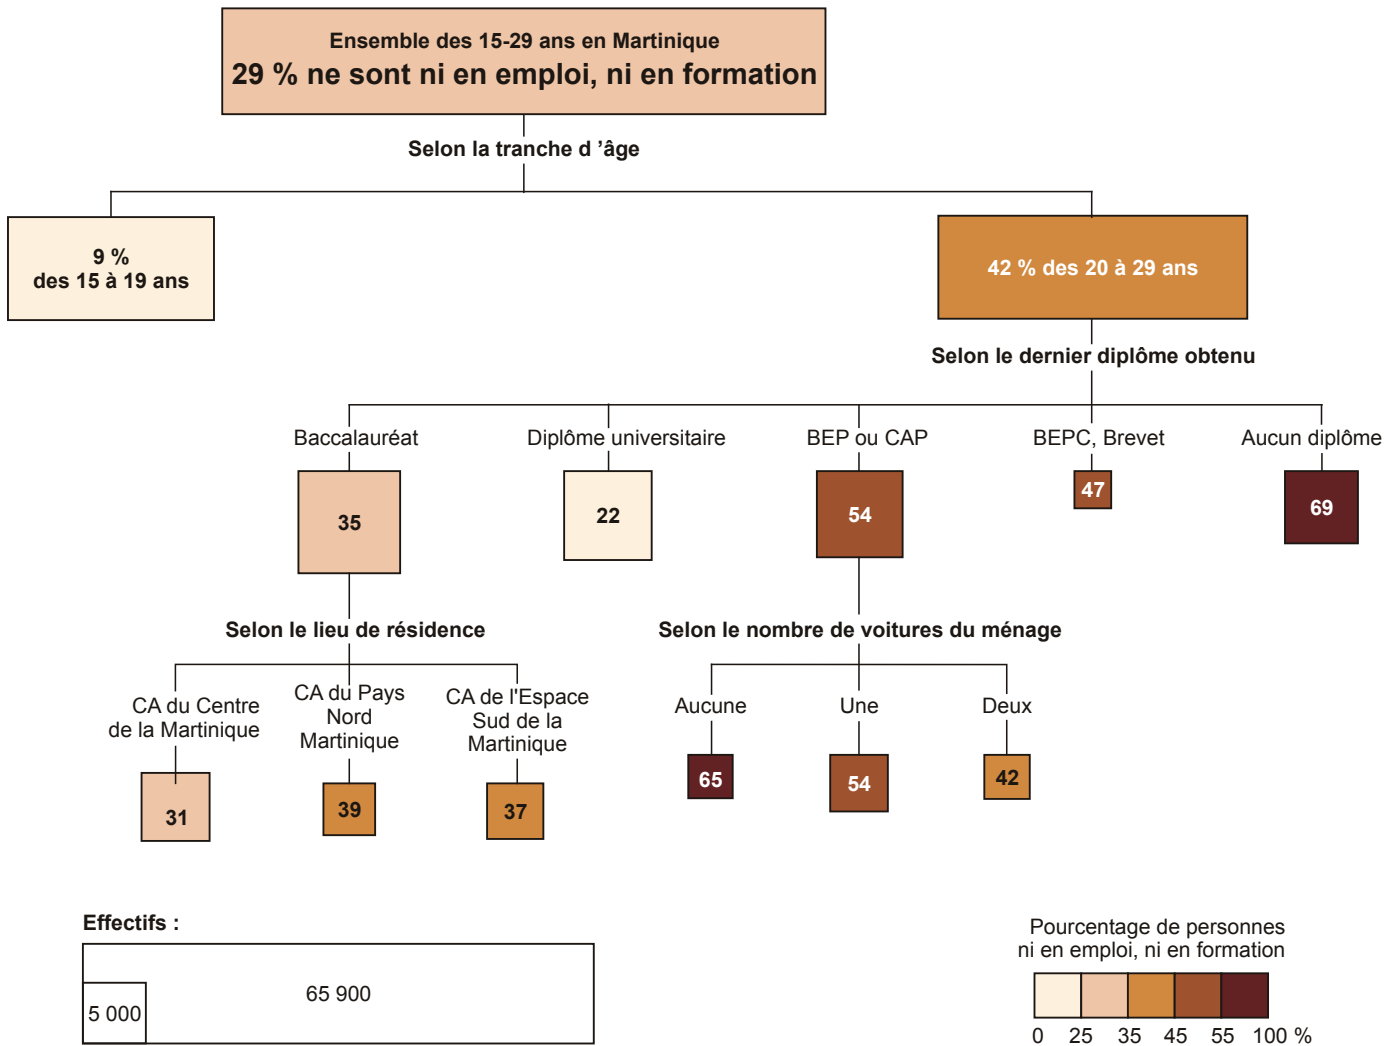 Ensemble des 15-29 ans en Martinique
29 % ne sont ni en emploi, ni en formation
Selon la tranche d ’âge
9 %
des 15 à 19 ans
42 % des 20 à 29 ans
Selon le dernier diplôme obtenu
Baccalauréat
Diplôme universitaire
BEP ou CAP
BEPC, Brevet
Aucun diplôme
35
22
54
47
69
Selon le lieu de résidence
Selon le nombre de voitures du ménage
CA du Centre
de la Martinique
CA du Pays
Nord
Martinique
CA de l'Espace
Sud de la
Martinique
Aucune
Une
Deux
31
39
37
65
54
42
Effectifs :
65 900
5 000
Pourcentage de personnes
ni en emploi, ni en formation
0 25 35 45 55 100 %